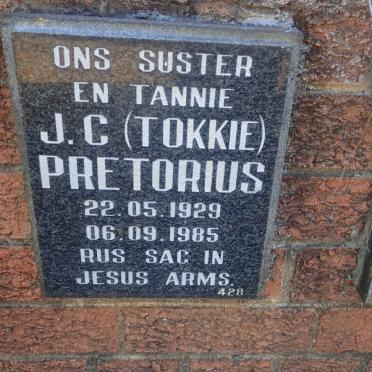 ONS SUSTER
EN TANNIE
J.C (TOKKIE)
PRETORIUS
22.05.1929
06.09.1985
RUS SAG IN
JESUS ARMS.
428